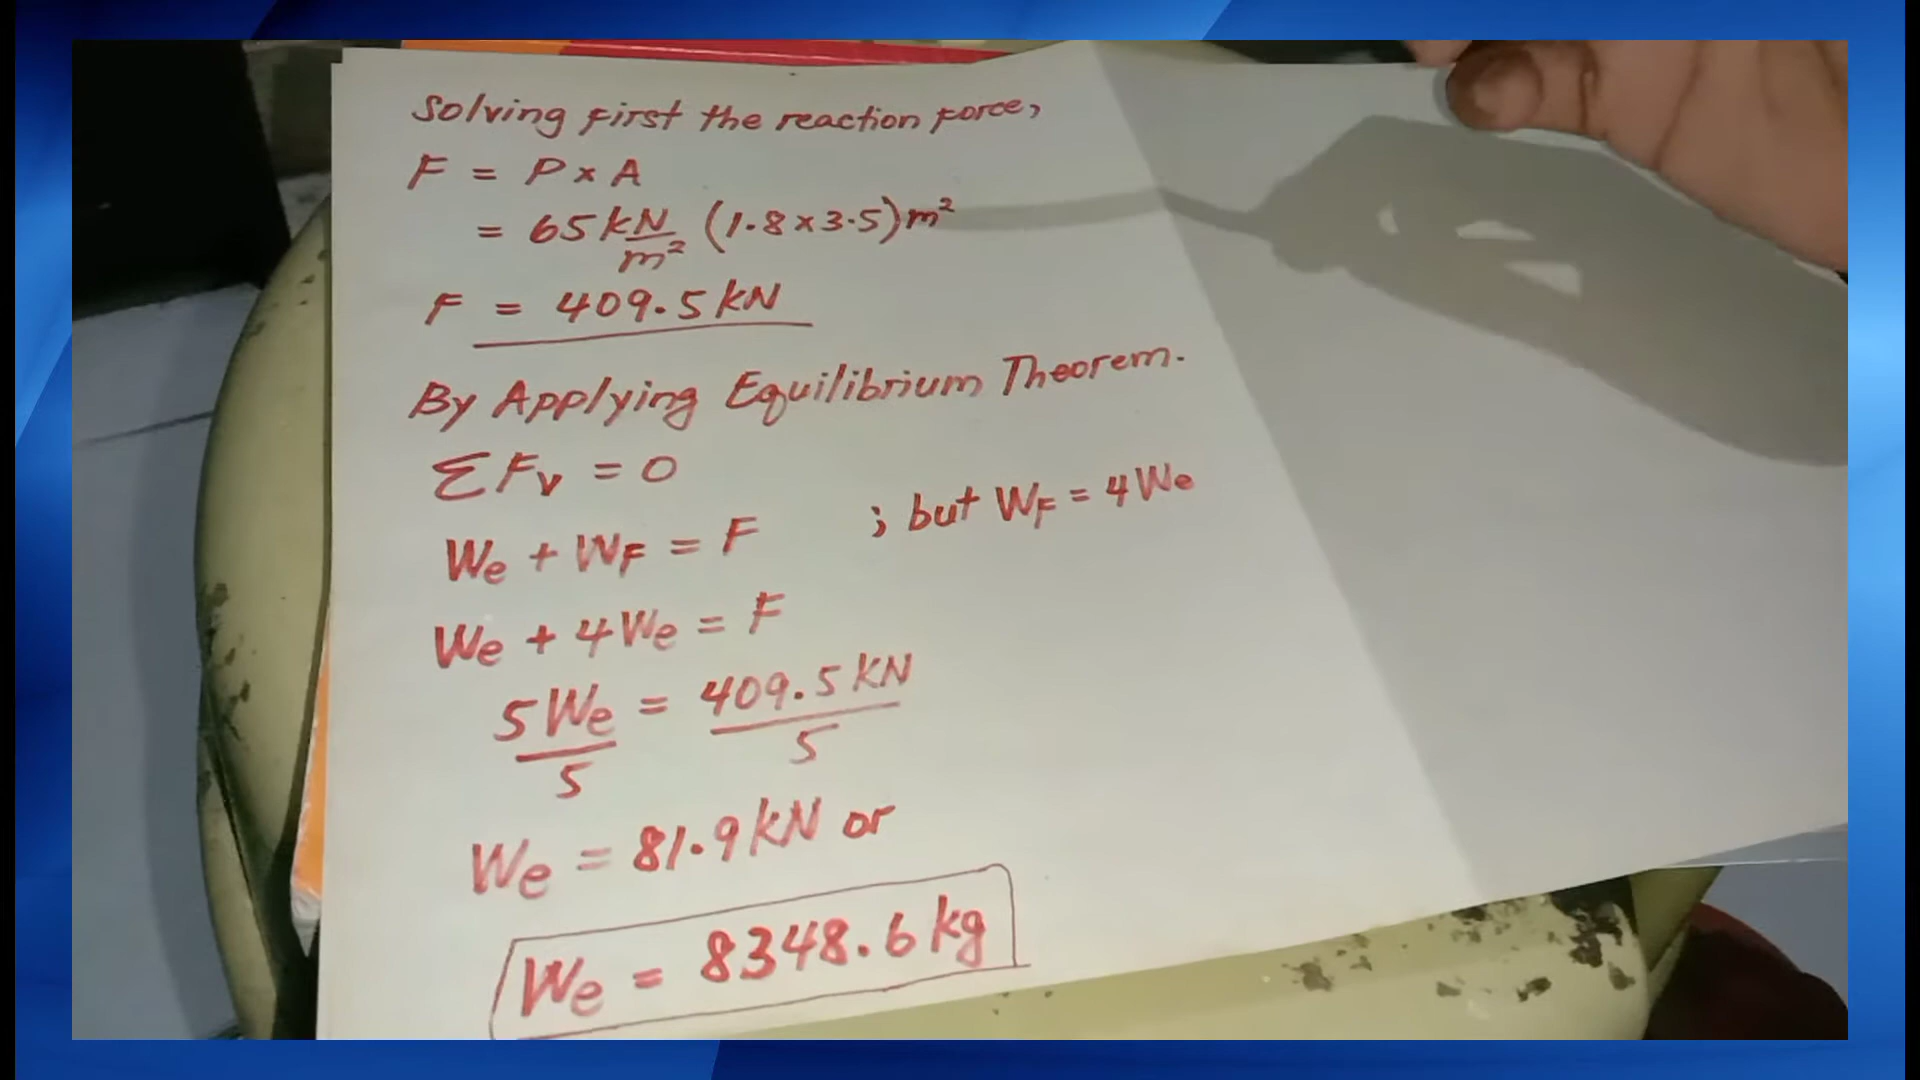 Solving first the reaction force,
F = P x A
= 65 kN/m² (1.8 x 3.5) m²
F = 409.5 kN
By Applying Equilibrium Theorem.
ΣFv = 0
We + WF = F ; but WF = 4We
We + 4We = F
5We/5 = 409.5 kN/5
We = 81.9 kN or
We = 8348.6 kg